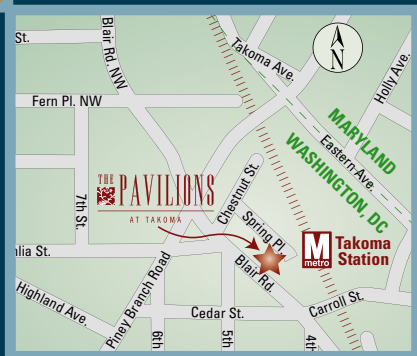 St.
Blair Rd. NW
Takoma Ave.
N
Holly Ave.
Fern Pl. NW
MARYLAND
WASHINGTON, DC
Eastern Ave.
7th St.
THE
PAVILIONS
AT TAKOMA
Chestnut St.
Spring Pl.
M
metro
Takoma
Station
hlia St.
Blair Rd.
Piney Branch Road
Highland Ave.
Carroll St.
Cedar St.
6th
5th
4th